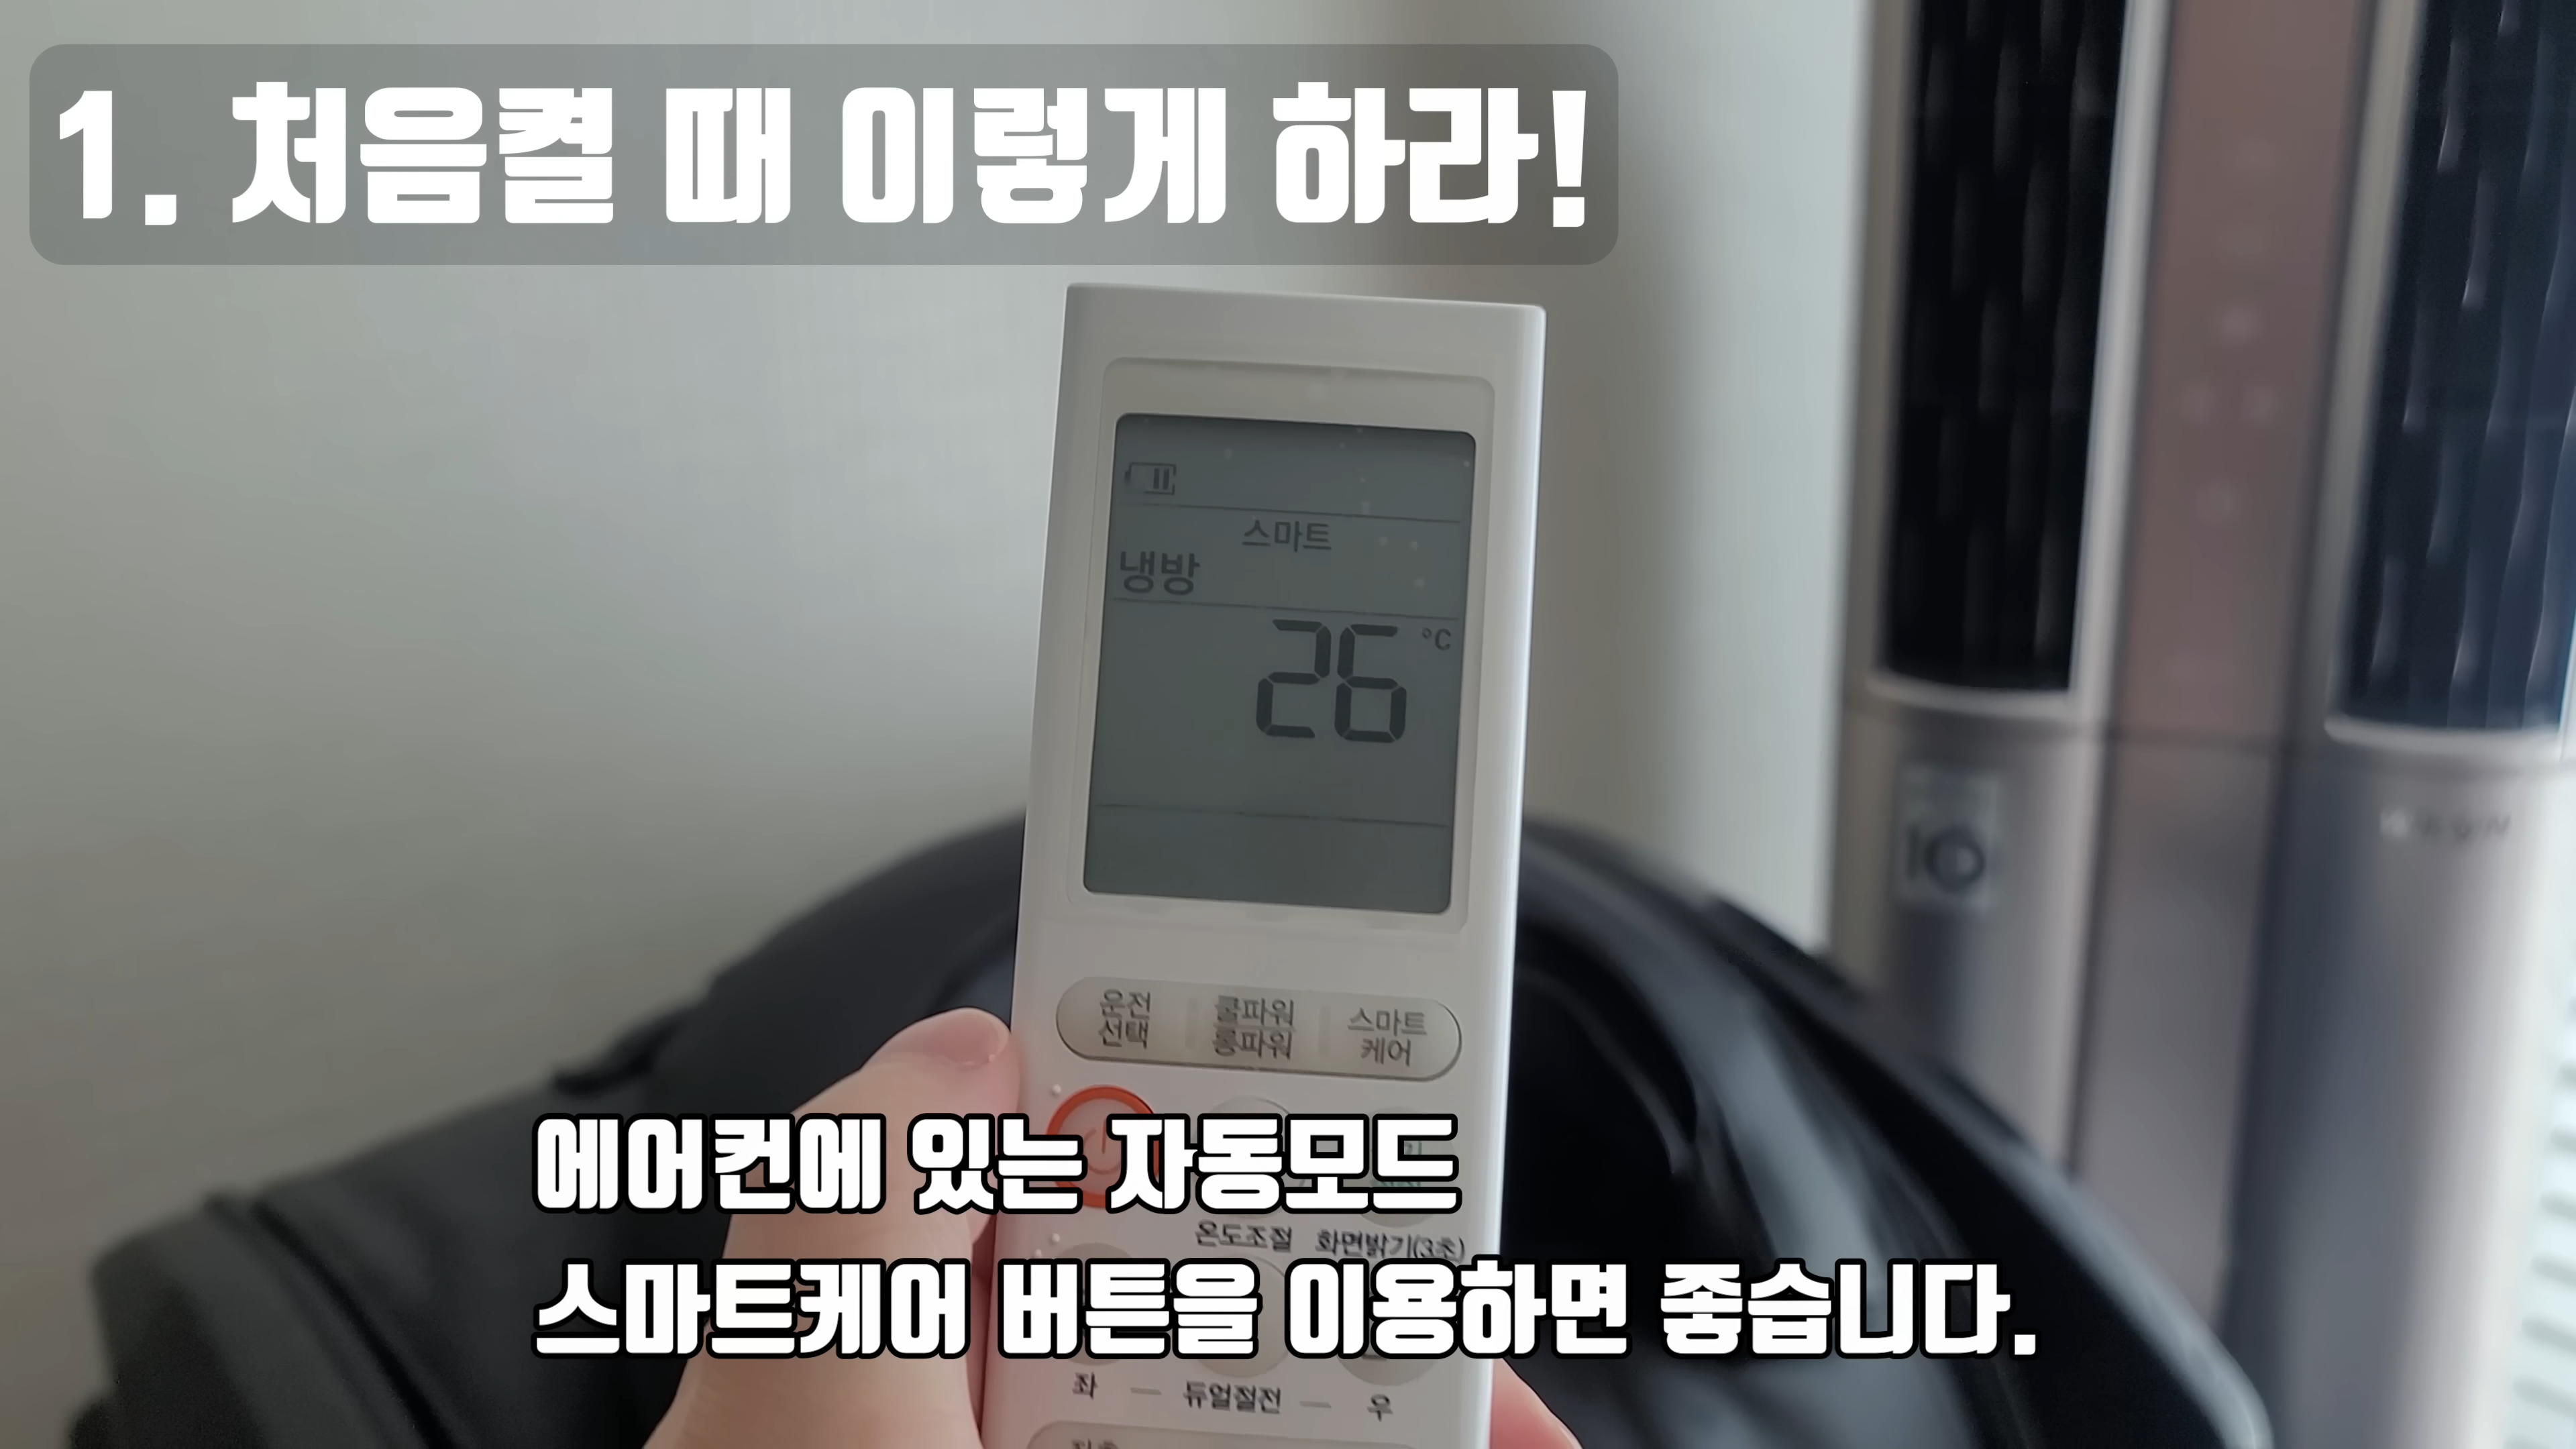 1. 처음켤 때 이렇게 하라!
스마트
냉방
26 °C
운전 선택
쿨파워 롱파워
스마트 케어
에어컨에 있는 자동모드
온도조절 화면밝기(3초)
스마트케어 버튼을 이용하면 좋습니다.
좌 — 듀얼절전 — 우